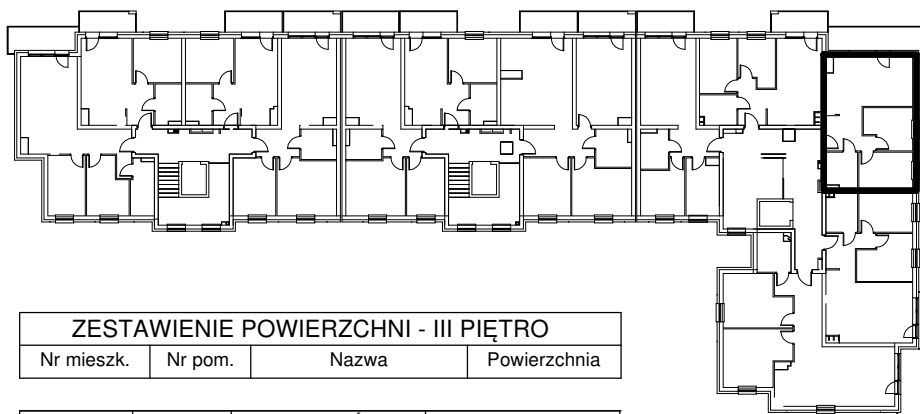 ZESTAWIENIE POWIERZCHNI - III PIĘTRO
Nr mieszk. Nr pom. Nazwa Powierzchnia